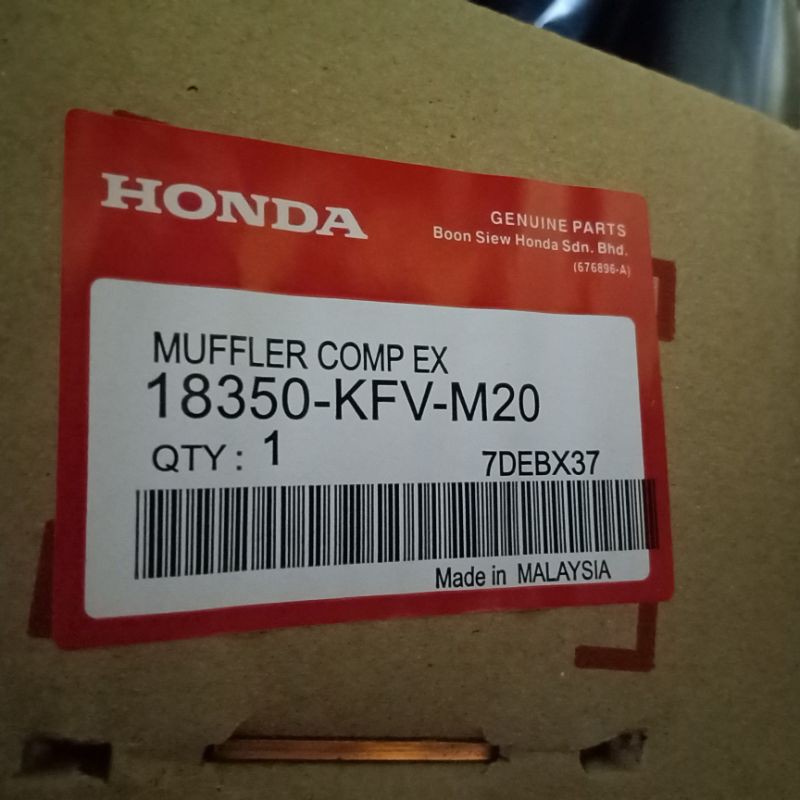 HONDA
GENUINE PARTS
Boon Siew Honda Sdn. Bhd.
(676896-A)
MUFFLER COMP EX
18350-KFV-M20
QTY : 1
7DEBX37
Made in MALAYSIA